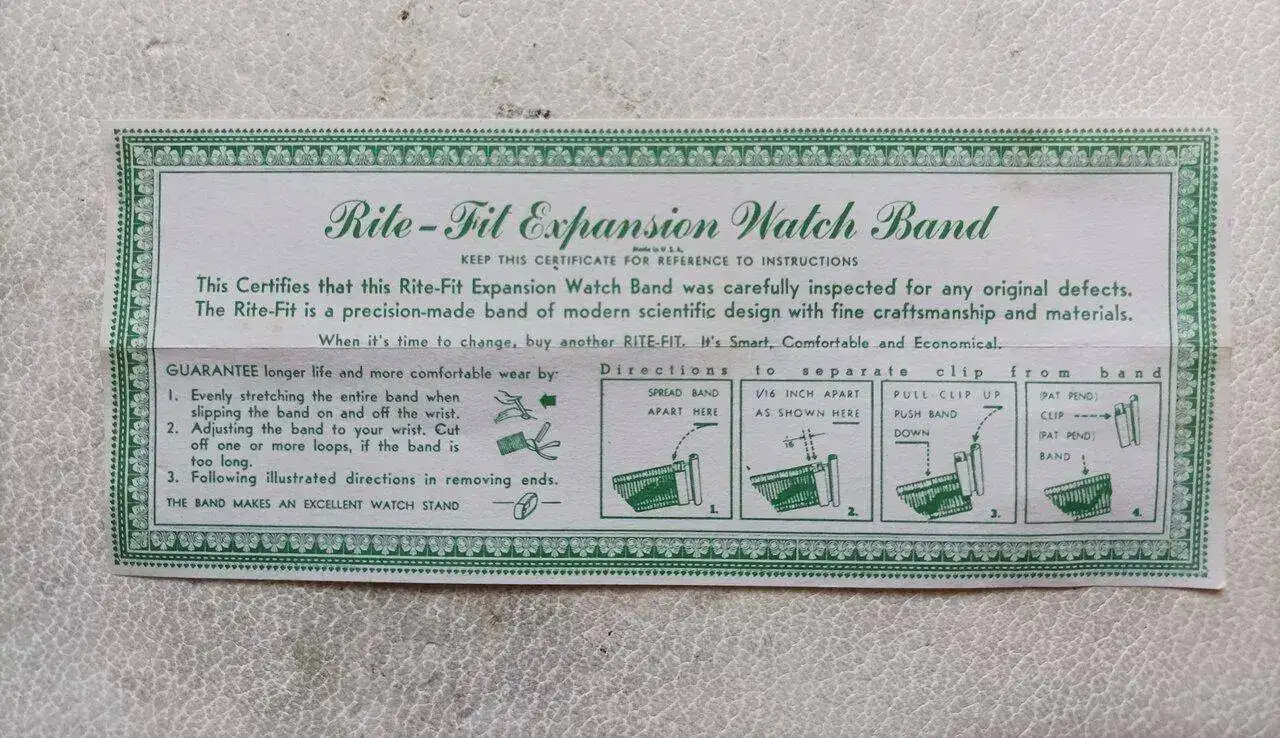 Rite-Fit Expansion Watch Band
Made in U.S.A.
KEEP THIS CERTIFICATE FOR REFERENCE TO INSTRUCTIONS
This Certifies that this Rite-Fit Expansion Watch Band was carefully inspected for any original defects.
The Rite-Fit is a precision-made band of modern scientific design with fine craftsmanship and materials.
When it's time to change, buy another RITE-FIT. It's Smart, Comfortable and Economical.
GUARANTEE longer life and more comfortable wear by:
1. Evenly stretching the entire band when
slipping the band on and off the wrist.
2. Adjusting the band to your wrist. Cut
off one or more loops, if the band is
too long.
3. Following illustrated directions in removing ends.
THE BAND MAKES AN EXCELLENT WATCH STAND
Directions to separate clip from band
SPREAD BAND
APART HERE
1.
1/16 INCH APART
AS SHOWN HERE
16
2.
PULL CLIP UP
PUSH BAND
DOWN
3.
(PAT PEND)
CLIP
(PAT PEND)
BAND
4.